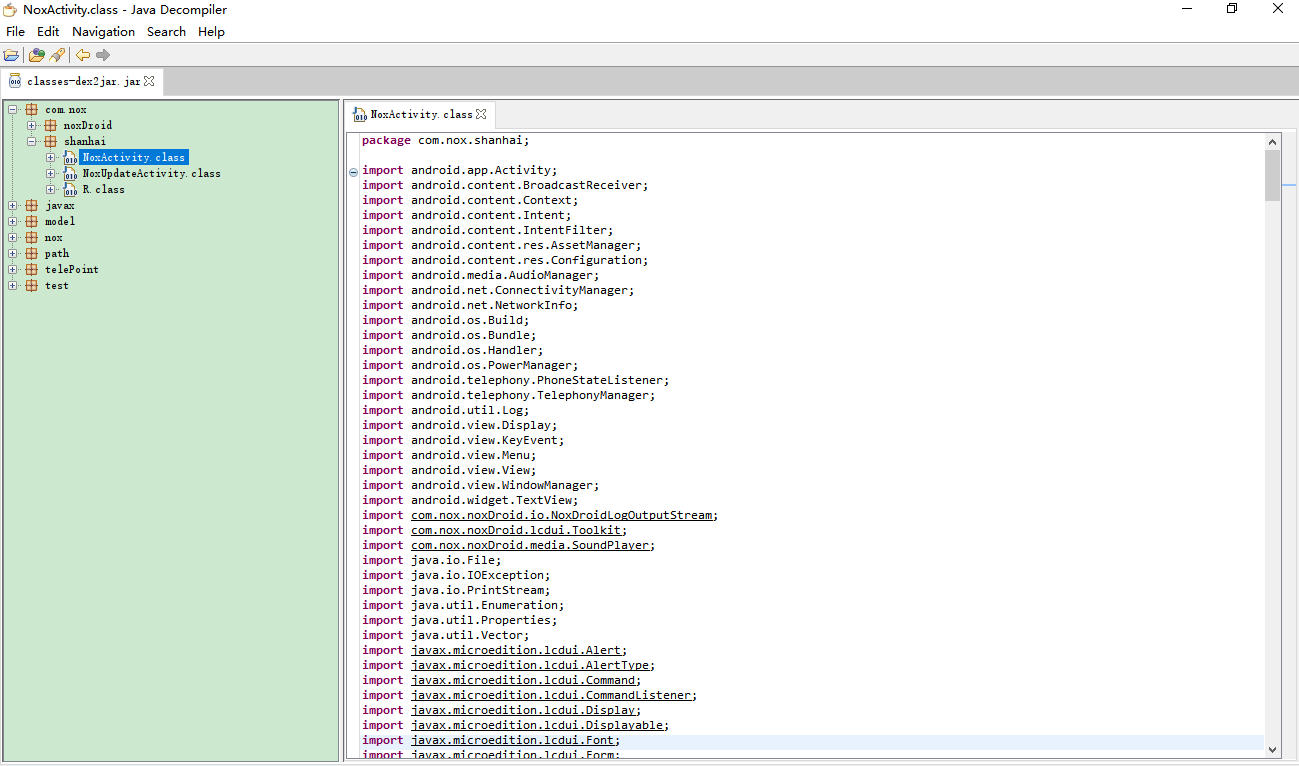 NoxActivity.class - Java Decompiler
File Edit Navigation Search Help
classes-dex2jar.jar
com.nox
noxDroid
shanhai
NoxActivity.class
NoxUpdateActivity.class
R.class
javax
model
nox
path
telePoint
test
NoxActivity.class
package com.nox.shanhai;
import android.app.Activity;
import android.content.BroadcastReceiver;
import android.content.Context;
import android.content.Intent;
import android.content.IntentFilter;
import android.content.res.AssetManager;
import android.content.res.Configuration;
import android.media.AudioManager;
import android.net.ConnectivityManager;
import android.net.NetworkInfo;
import android.os.Build;
import android.os.Bundle;
import android.os.Handler;
import android.os.PowerManager;
import android.telephony.PhoneStateListener;
import android.telephony.TelephonyManager;
import android.util.Log;
import android.view.Display;
import android.view.KeyEvent;
import android.view.Menu;
import android.view.View;
import android.view.WindowManager;
import android.widget.TextView;
import com.nox.noxDroid.io.NoxDroidLogOutputStream;
import com.nox.noxDroid.lcdui.Toolkit;
import com.nox.noxDroid.media.SoundPlayer;
import java.io.File;
import java.io.IOException;
import java.io.PrintStream;
import java.util.Enumeration;
import java.util.Properties;
import java.util.Vector;
import javax.microedition.lcdui.Alert;
import javax.microedition.lcdui.AlertType;
import javax.microedition.lcdui.Command;
import javax.microedition.lcdui.CommandListener;
import javax.microedition.lcdui.Display;
import javax.microedition.lcdui.Displayable;
import javax.microedition.lcdui.Font;
import javax.microedition.lcdui.Form;